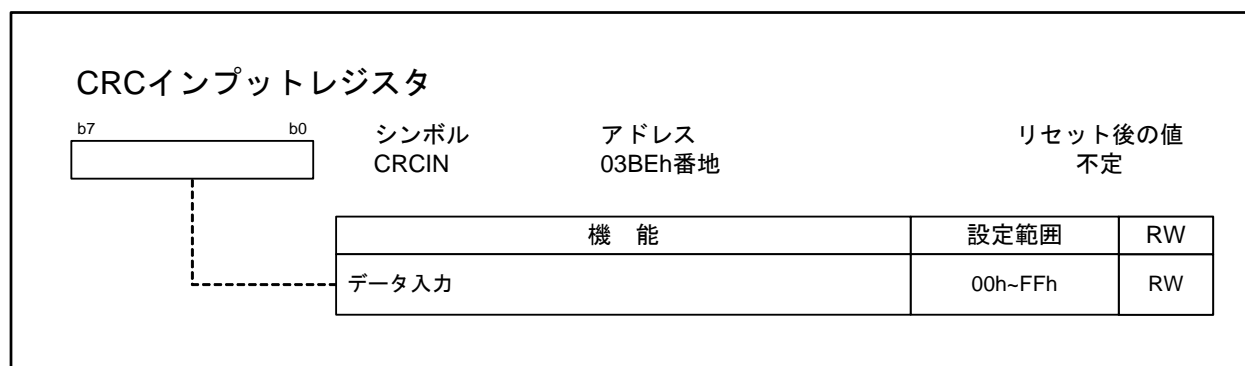 CRCインプットレジスタ
b7 b0
シンボル アドレス リセット後の値
CRCIN 03BEh番地 不定
機 能 設定範囲 RW
データ入力 00h~FFh RW